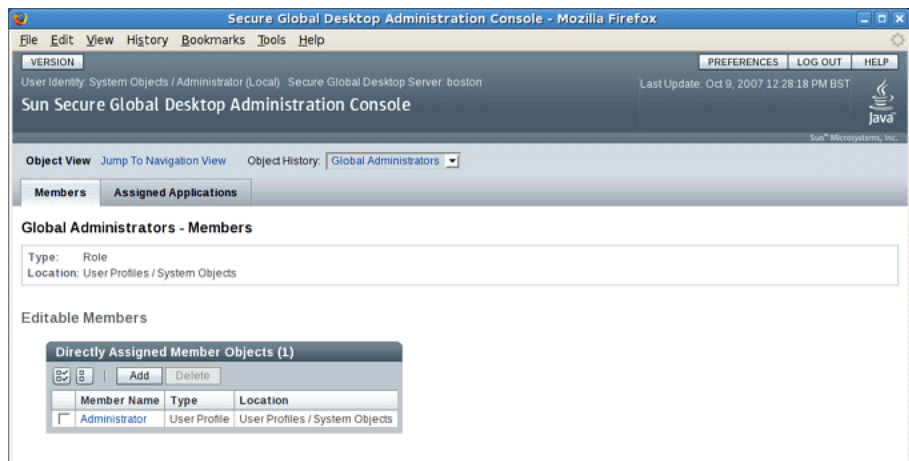 Secure Global Desktop Administration Console - Mozilla Firefox
File Edit View History Bookmarks Tools Help
VERSION PREFERENCES LOG OUT HELP
User Identity: System Objects / Administrator (Local) Secure Global Desktop Server: boston Last Update: Oct 9, 2007 12:28:18 PM BST
Sun Secure Global Desktop Administration Console
Java
Sun™ Microsystems, Inc.
Object View Jump To Navigation View Object History: Global Administrators
Members Assigned Applications
Global Administrators - Members
Type: Role
Location: User Profiles / System Objects
Editable Members
Directly Assigned Member Objects (1)
Add Delete
Member Name Type Location
Administrator User Profile User Profiles / System Objects